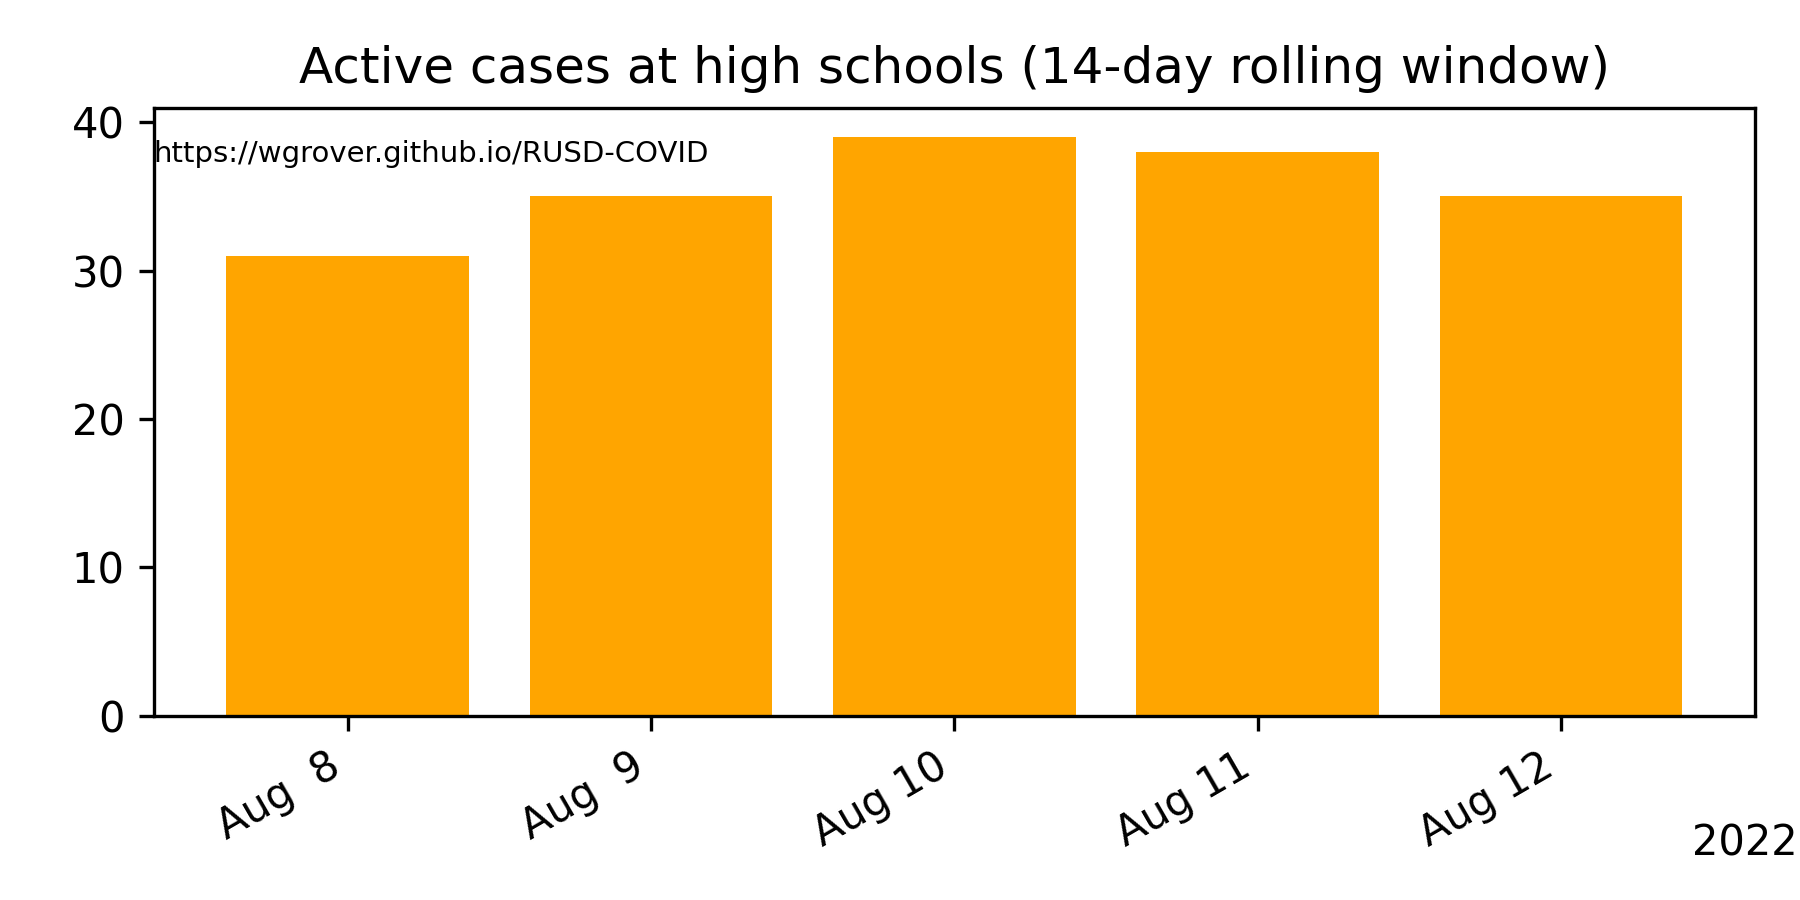 Active cases at high schools (14-day rolling window)
40
https://wgrover.github.io/RUSD-COVID
30
20
10
0
Aug 8
Aug 9
Aug 10
Aug 11
Aug 12
2022